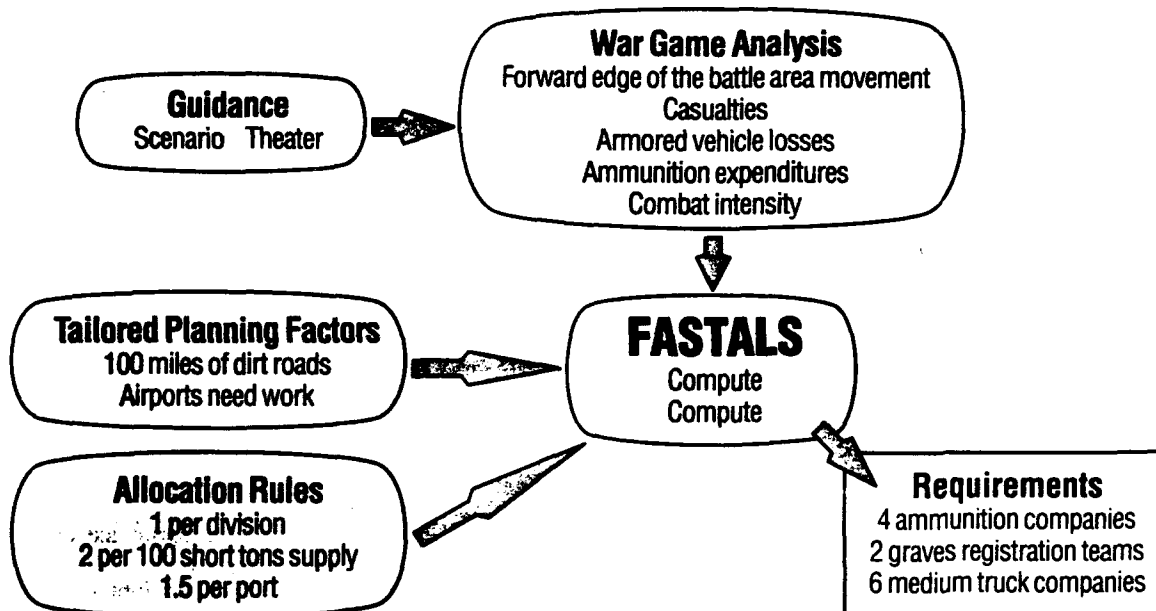 War Game Analysis
Forward edge of the battle area movement
Casualties
Armored vehicle losses
Ammunition expenditures
Combat intensity
Guidance
Scenario Theater
Tailored Planning Factors
100 miles of dirt roads
Airports need work
FASTALS
Compute
Compute
Allocation Rules
1 per division
2 per 100 short tons supply
1.5 per port
Requirements
4 ammunition companies
2 graves registration teams
6 medium truck companies